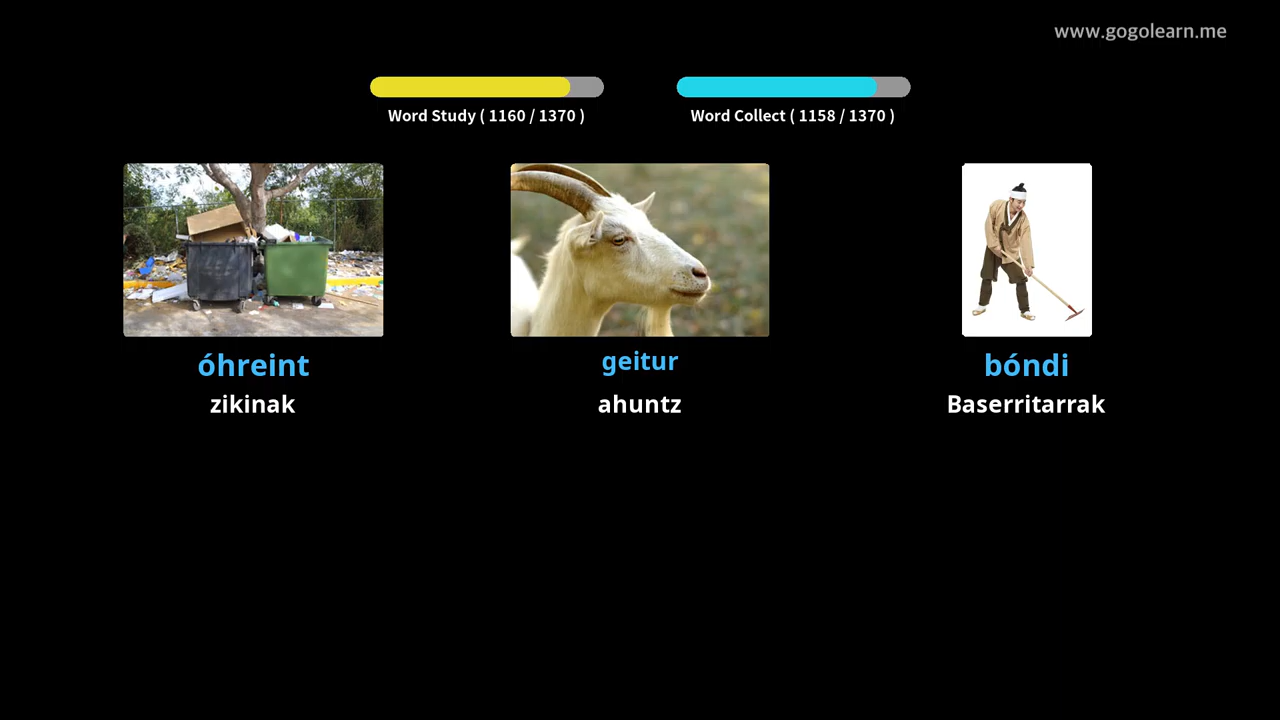 www.gogolearn.me
Word Study ( 1160 / 1370 )
Word Collect ( 1158 / 1370 )
óhreint
geitur
bóndi
zikinak
ahuntz
Baserritarrak